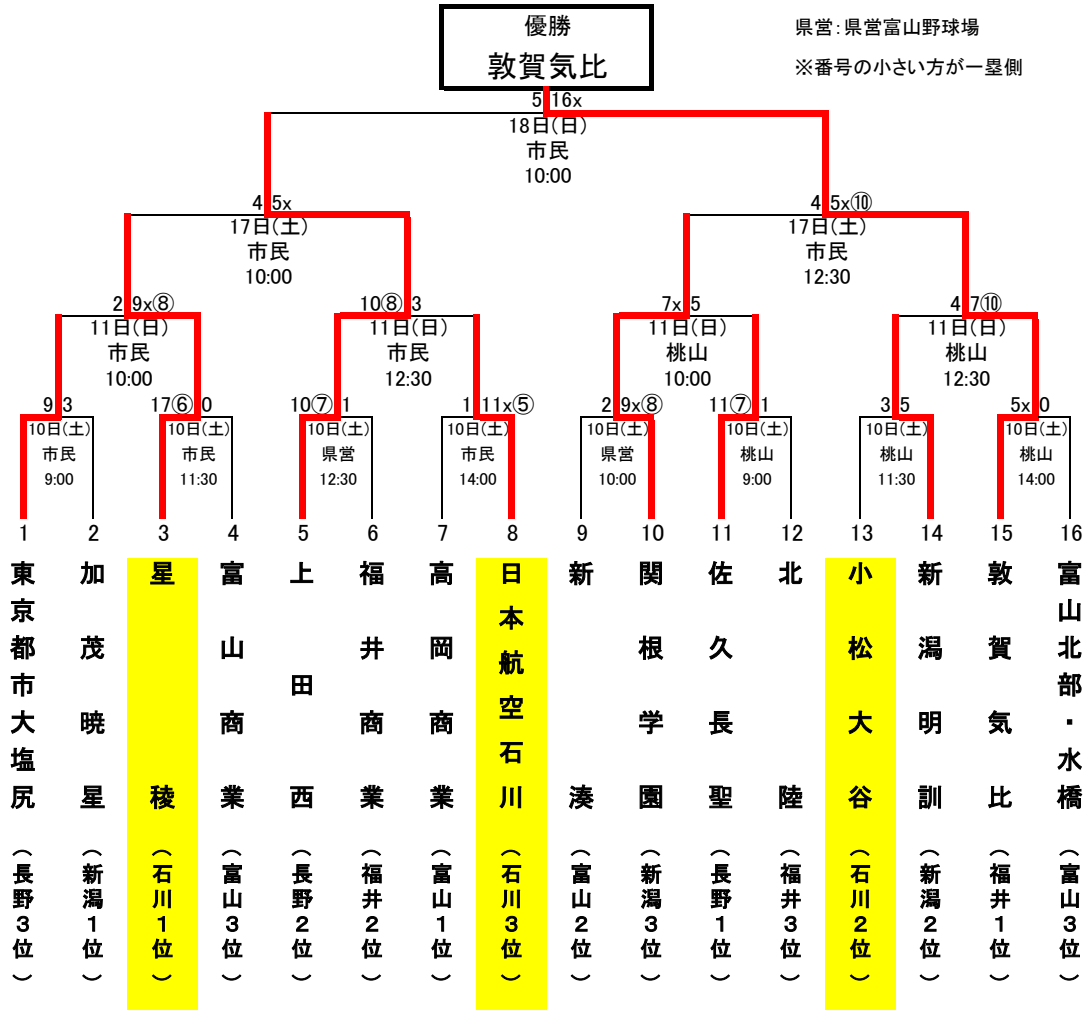 優勝
敦賀気比
県営：県営富山野球場
※番号の小さい方が一塁側
5 16x
18日(日)
市民
10:00
4 5x
17日(土)
市民
10:00
4 5x⑩
17日(土)
市民
12:30
2 9x⑧
11日(日)
市民
10:00
10⑧ 3
11日(日)
市民
12:30
7x 5
11日(日)
桃山
10:00
4 7⑩
11日(日)
桃山
12:30
9 3
10日(土)
市民
9:00
17⑥ 0
10日(土)
市民
11:30
10⑦ 1
10日(土)
県営
12:30
1 11x⑤
10日(土)
市民
14:00
2 9x⑧
10日(土)
県営
10:00
11⑦ 1
10日(土)
桃山
9:00
3 5
10日(土)
桃山
11:30
5x 0
10日(土)
桃山
14:00
1
東京都市大塩尻
（長野３位）
2
加茂暁星
（新潟１位）
3
星稜
（石川１位）
4
富山商業
（富山３位）
5
上田西
（長野２位）
6
福井商業
（福井２位）
7
高岡商業
（富山１位）
8
日本航空石川
（石川３位）
9
新湊
（富山２位）
10
関根学園
（新潟３位）
11
佐久長聖
（長野１位）
12
北陸
（福井３位）
13
小松大谷
（石川２位）
14
新潟明訓
（新潟２位）
15
敦賀気比
（福井１位）
16
富山北部・水橋
（富山３位）